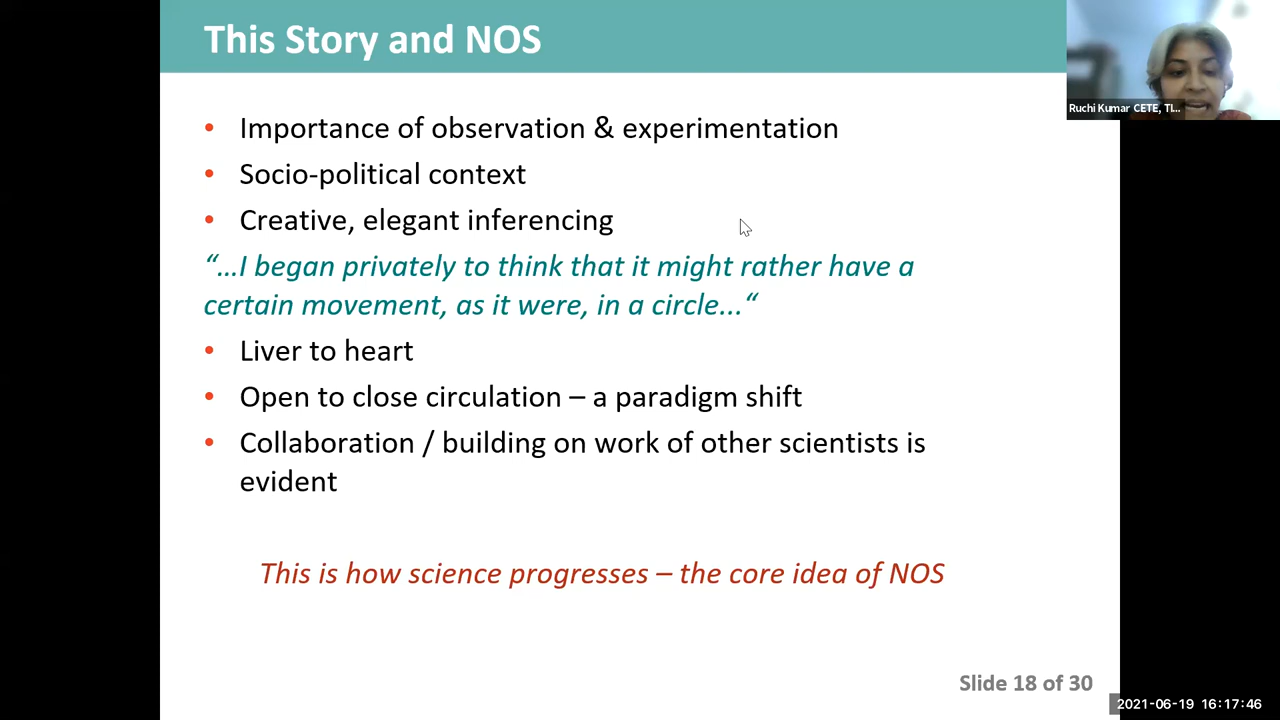 This Story and NOS
Ruchi Kumar CETE, TI...
• Importance of observation & experimentation
• Socio-political context
• Creative, elegant inferencing
“...I began privately to think that it might rather have a
certain movement, as it were, in a circle...“
• Liver to heart
• Open to close circulation – a paradigm shift
• Collaboration / building on work of other scientists is
evident
This is how science progresses – the core idea of NOS
Slide 18 of 30
2021-06-19 16:17:46